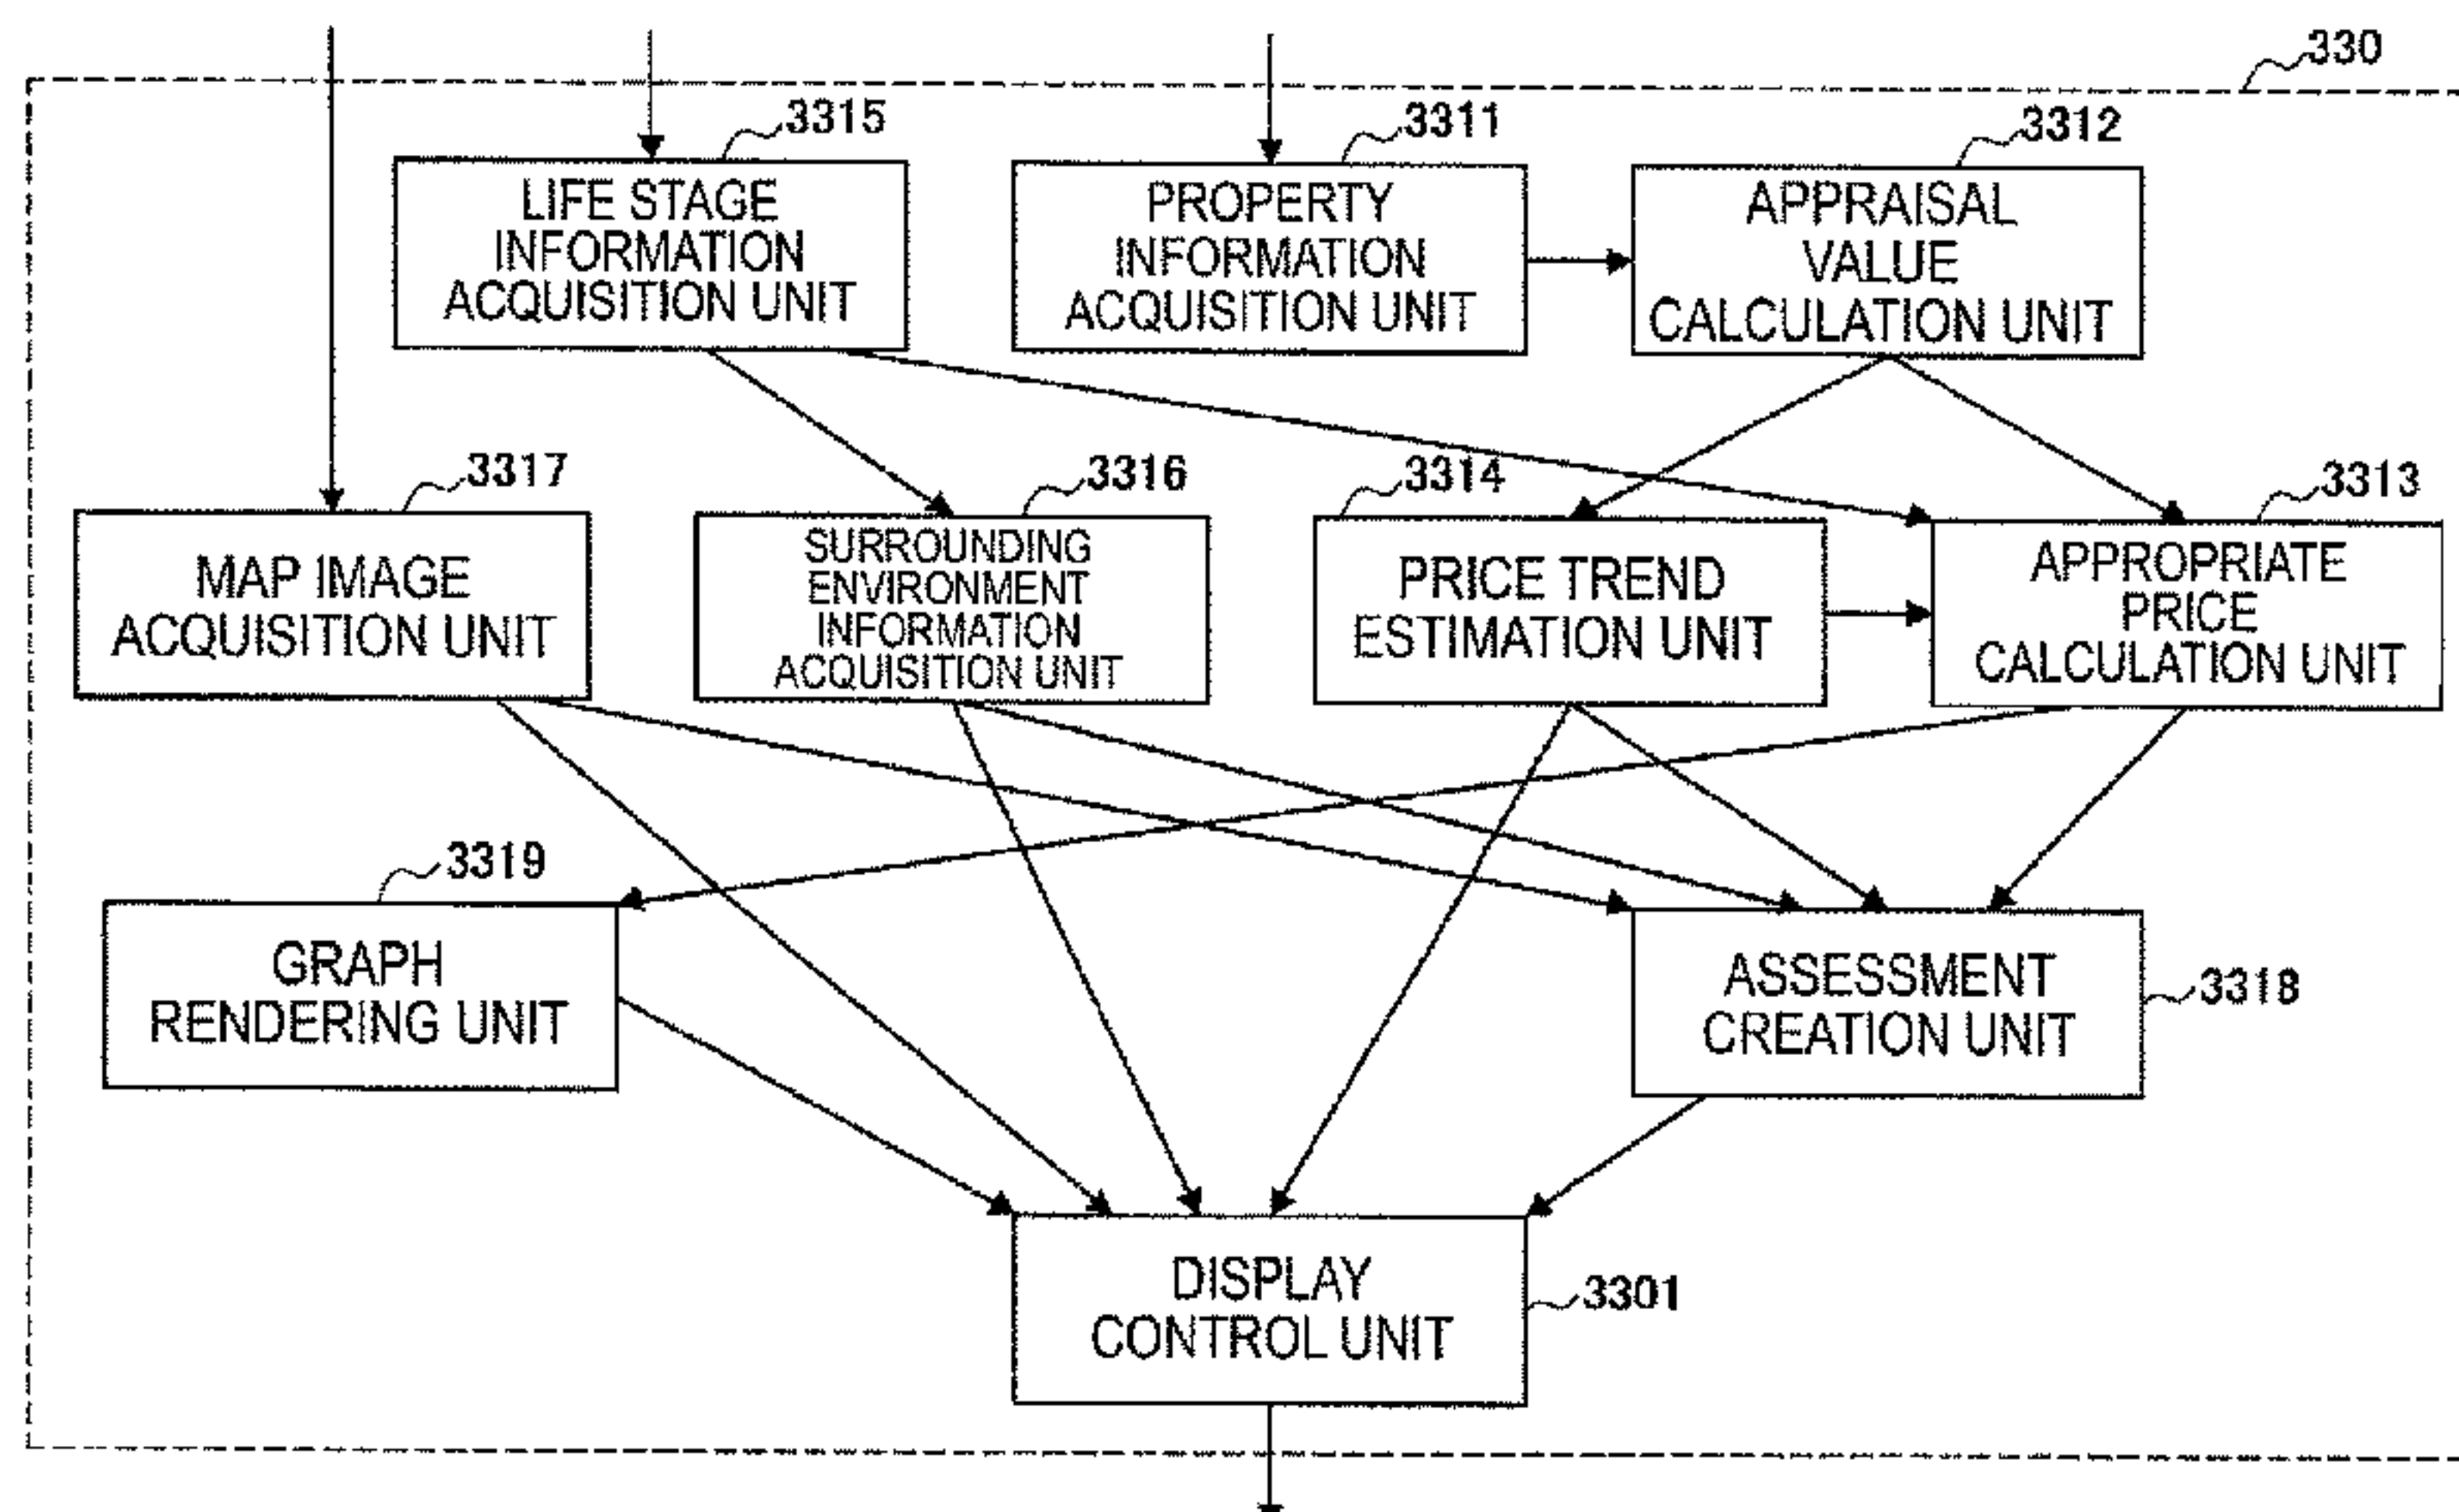 330
3315
LIFE STAGE
INFORMATION
ACQUISITION UNIT
3311
PROPERTY
INFORMATION
ACQUISITION UNIT
3312
APPRAISAL
VALUE
CALCULATION UNIT
3317
MAP IMAGE
ACQUISITION UNIT
3316
SURROUNDING
ENVIRONMENT
INFORMATION
ACQUISITION UNIT
3314
PRICE TREND
ESTIMATION UNIT
3313
APPROPRIATE
PRICE
CALCULATION UNIT
3319
GRAPH
RENDERING UNIT
ASSESSMENT
CREATION UNIT
3318
DISPLAY
CONTROL UNIT
3301